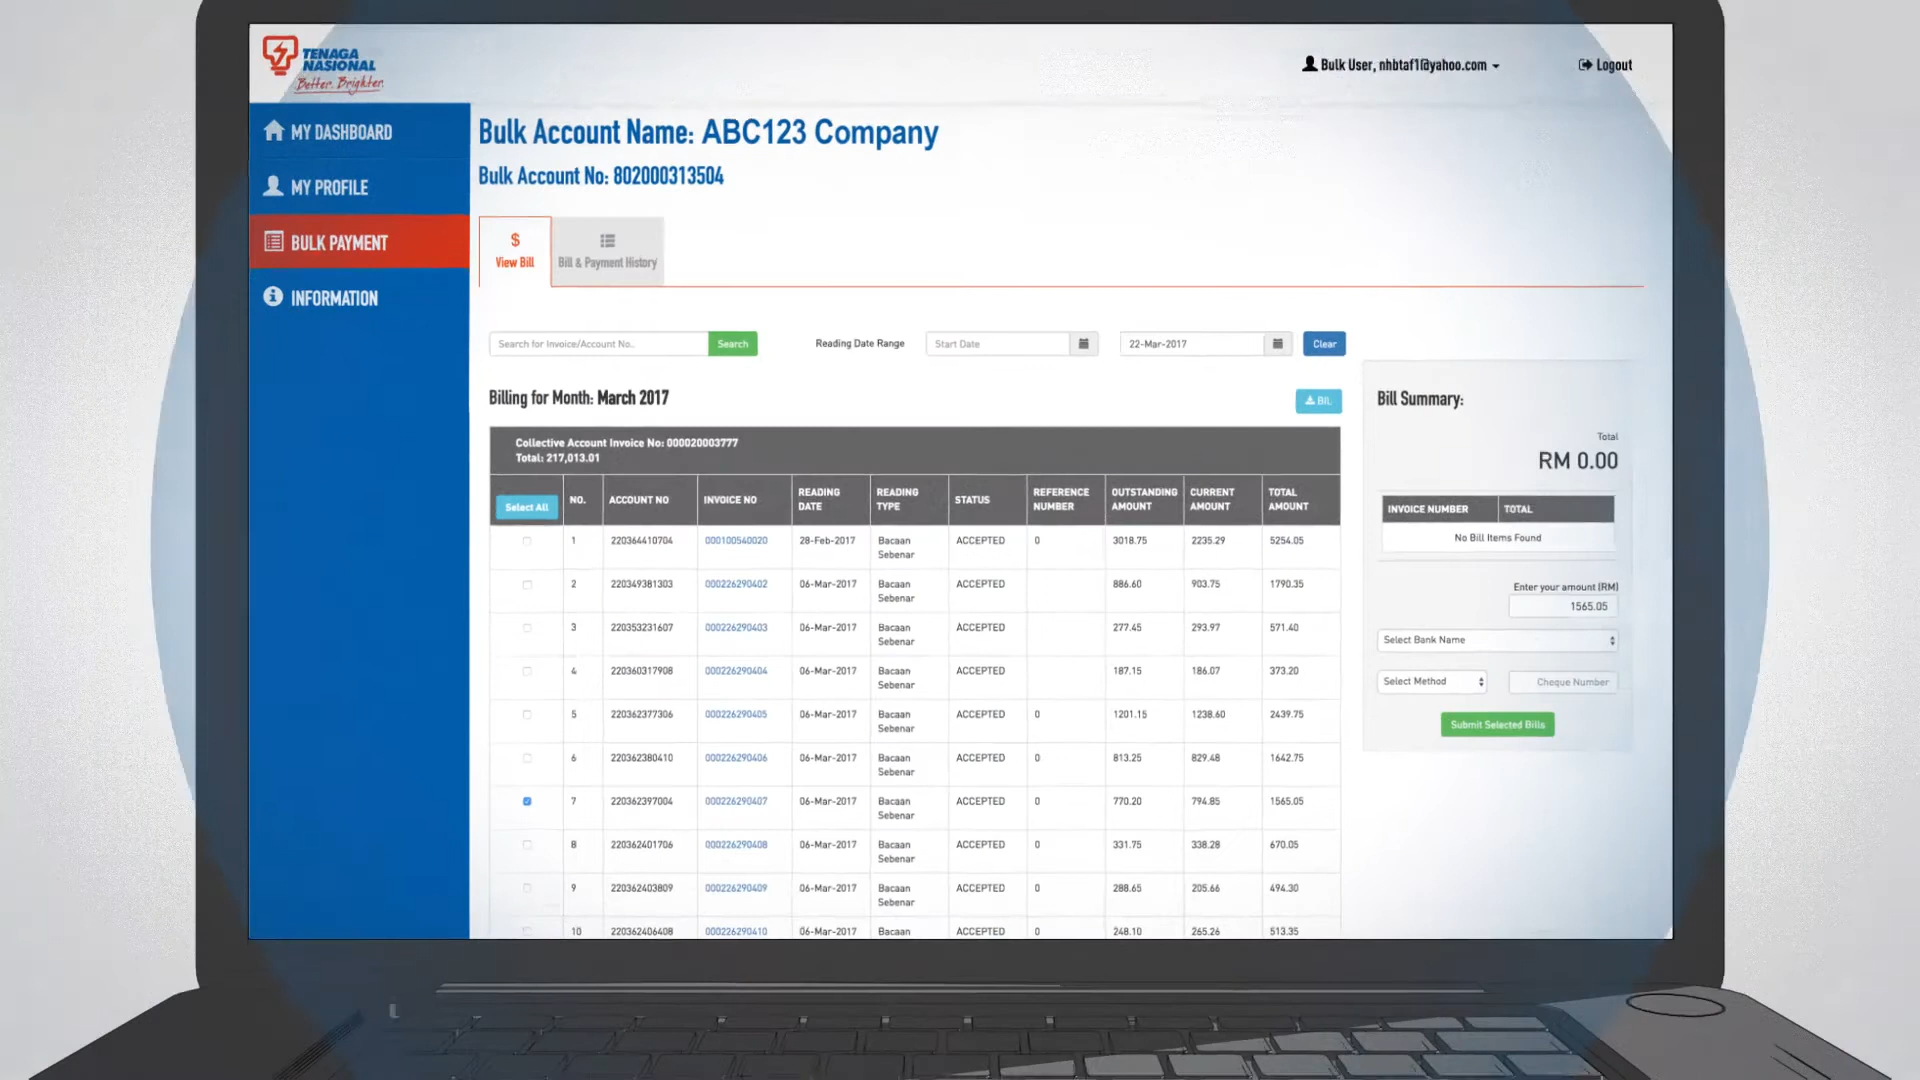 TENAGA
NASIONAL
Better. Brighter.
Bulk User, nhbtaf1@yahoo.com
Logout
MY DASHBOARD
MY PROFILE
BULK PAYMENT
INFORMATION
Bulk Account Name: ABC123 Company
Bulk Account No: 802000313504
$
View Bill
Bill & Payment History
Search for Invoice/Account No..
Search
Reading Date Range
Start Date
22-Mar-2017
Clear
Billing for Month: March 2017
BIL
Collective Account Invoice No: 000020003777
Total: 217,013.01
Select All NO. ACCOUNT NO INVOICE NO READING DATE READING TYPE STATUS REFERENCE NUMBER OUTSTANDING AMOUNT CURRENT AMOUNT TOTAL AMOUNT
1 220364410704 000100540020 28-Feb-2017 Bacaan Sebenar ACCEPTED 0 3018.75 2235.29 5254.05
2 220349381303 000226290402 06-Mar-2017 Bacaan Sebenar ACCEPTED 886.60 903.75 1790.35
3 220353231607 000226290403 06-Mar-2017 Bacaan Sebenar ACCEPTED 277.45 293.97 571.40
4 220360317908 000226290404 06-Mar-2017 Bacaan Sebenar ACCEPTED 187.15 186.07 373.20
5 220362377306 000226290405 06-Mar-2017 Bacaan Sebenar ACCEPTED 0 1201.15 1238.60 2439.75
6 220362380410 000226290406 06-Mar-2017 Bacaan Sebenar ACCEPTED 0 813.25 829.48 1642.75
7 220362397004 000226290407 06-Mar-2017 Bacaan Sebenar ACCEPTED 0 770.20 794.85 1565.05
8 220362401706 000226290408 06-Mar-2017 Bacaan Sebenar ACCEPTED 0 331.75 338.28 670.05
9 220362403809 000226290409 06-Mar-2017 Bacaan Sebenar ACCEPTED 0 288.65 205.66 494.30
10 220362406408 000226290410 06-Mar-2017 Bacaan ACCEPTED 0 248.10 265.26 513.35
Bill Summary:
Total
RM 0.00
INVOICE NUMBER TOTAL
No Bill Items Found
Enter your amount (RM)
1565.05
Select Bank Name
Select Method
Cheque Number
Submit Selected Bills